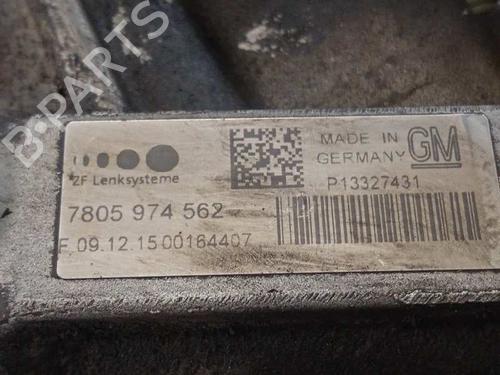 B-PARTS
ZF Lenksysteme
MADE IN
GERMANY
GM
P13327431
7805 974 562
F 09.12.15 00164407